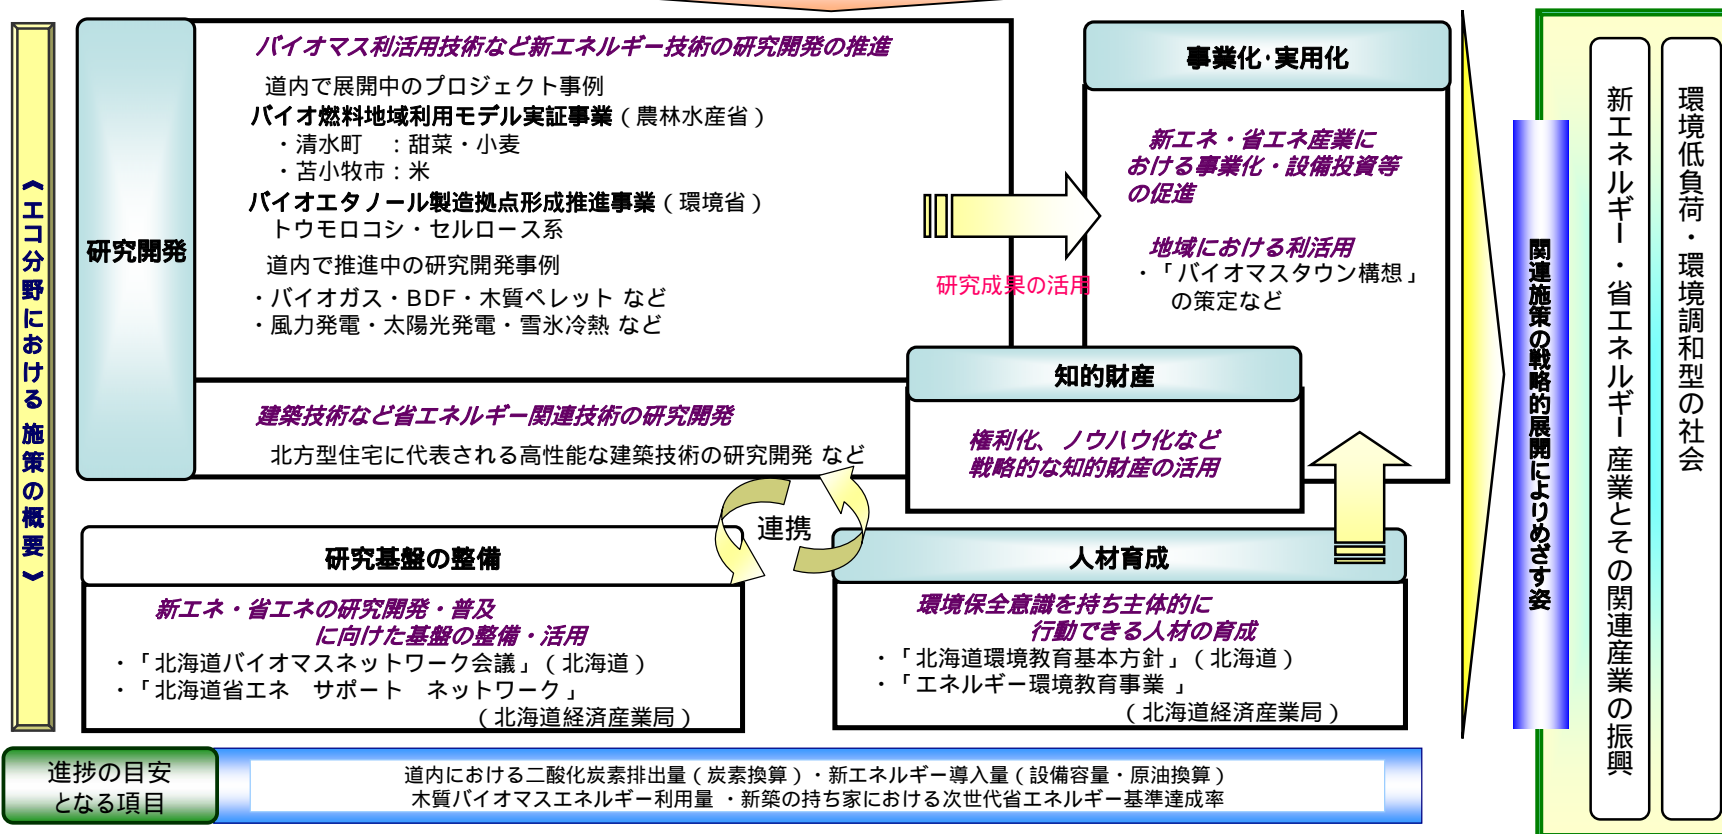 《エコ分野における 施策の概要》
研究開発
バイオマス利活用技術など新エネルギー技術の研究開発の推進
道内で展開中のプロジェクト事例
バイオ燃料地域利用モデル実証事業（農林水産省）
・清水町　：甜菜・小麦
・苫小牧市：米
バイオエタノール製造拠点形成推進事業（環境省）
トウモロコシ・セルロース系
道内で推進中の研究開発事例
・バイオガス・BDF・木質ペレット など
・風力発電・太陽光発電・雪氷冷熱 など
建築技術など省エネルギー関連技術の研究開発
北方型住宅に代表される高性能な建築技術の研究開発 など
研究成果の活用
事業化・実用化
新エネ・省エネ産業に
おける事業化・設備投資等
の促進
地域における利活用
・「バイオマスタウン構想」
の策定など
知的財産
権利化、ノウハウ化など
戦略的な知的財産の活用
連携
研究基盤の整備
新エネ・省エネの研究開発・普及
に向けた基盤の整備・活用
・「北海道バイオマスネットワーク会議」（北海道）
・「北海道省エネ　サポート　ネットワーク」
（北海道経済産業局）
人材育成
環境保全意識を持ち主体的に
行動できる人材の育成
・「北海道環境教育基本方針」（北海道）
・「エネルギー環境教育事業 」
（北海道経済産業局）
関連施策の戦略的展開によりめざす姿
環境低負荷・環境調和型の社会
新エネルギー・省エネルギー産業とその関連産業の振興
進捗の目安
となる項目
道内における二酸化炭素排出量（炭素換算）・新エネルギー導入量（設備容量・原油換算）
木質バイオマスエネルギー利用量 ・新築の持ち家における次世代省エネルギー基準達成率